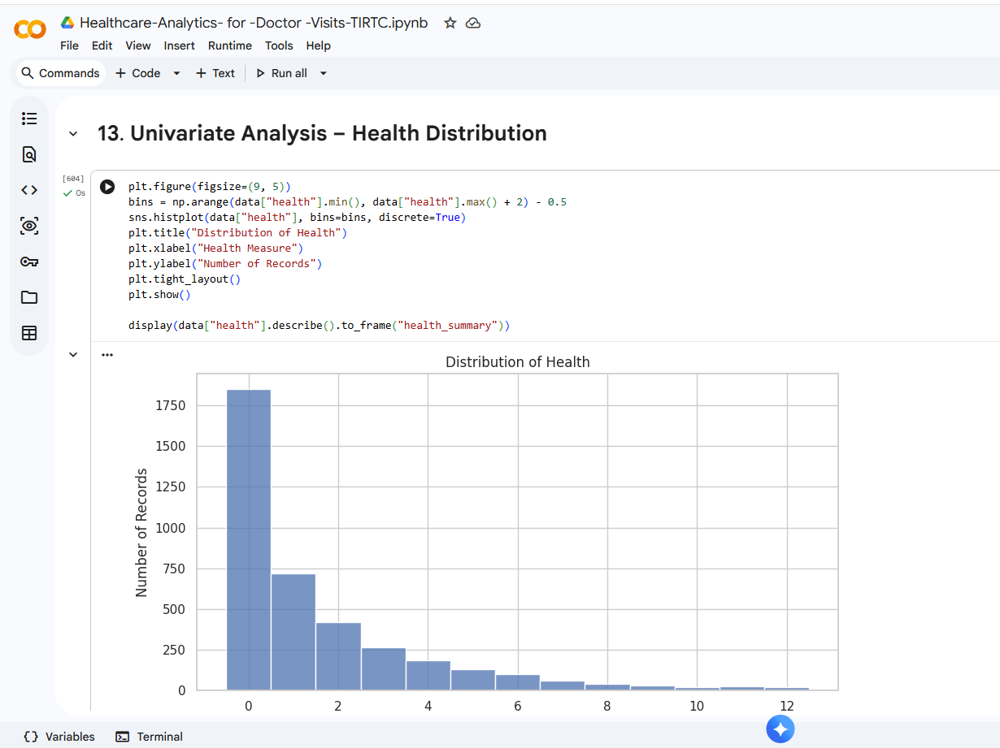 Healthcare-Analytics- for -Doctor -Visits-TIRTC.ipynb
File Edit View Insert Runtime Tools Help
Commands + Code + Text Run all
13. Univariate Analysis – Health Distribution
[604]
0s
plt.figure(figsize=(9, 5))
bins = np.arange(data["health"].min(), data["health"].max() + 2) - 0.5
sns.histplot(data["health"], bins=bins, discrete=True)
plt.title("Distribution of Health")
plt.xlabel("Health Measure")
plt.ylabel("Number of Records")
plt.tight_layout()
plt.show()
display(data["health"].describe().to_frame("health_summary"))
Distribution of Health
Number of Records
1750
1500
1250
1000
750
500
250
0
0 2 4 6 8 10 12
Variables Terminal